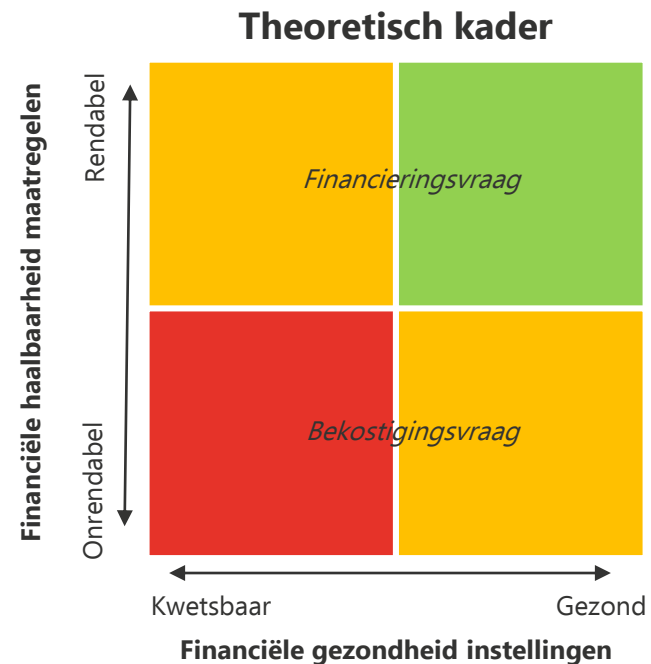 Theoretisch kader
Financiële haalbaarheid maatregelen
Rendabel
Financieringsvraag
Onrendabel
Bekostigingsvraag
Kwetsbaar
Gezond
Financiële gezondheid instellingen